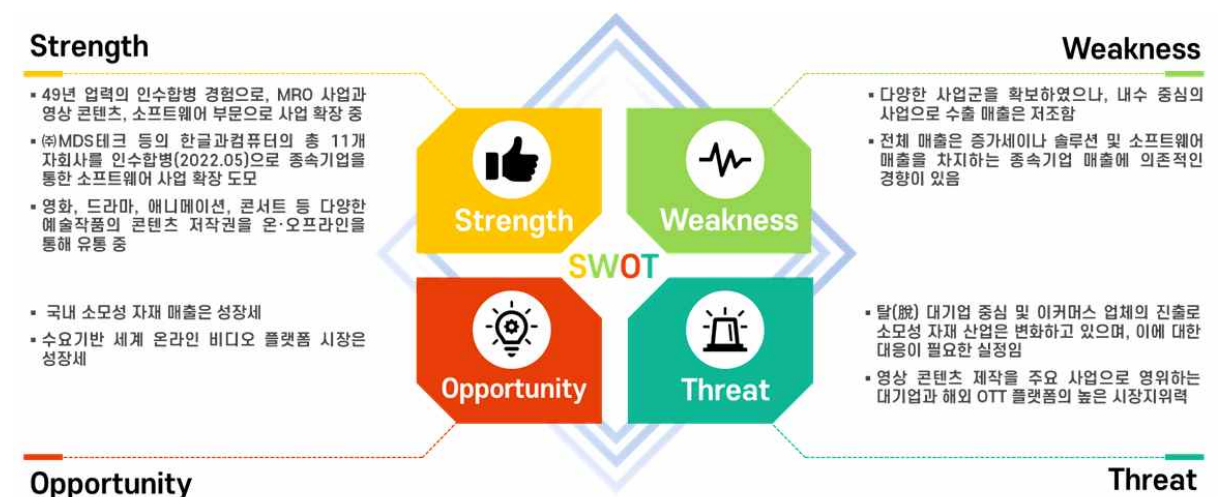 Strength
▪ 49년 업력의 인수합병 경험으로, MRO 사업과
영상 콘텐츠, 소프트웨어 부문으로 사업 확장 중
▪ ㈜MDS테크 등의 한글과컴퓨터의 총 11개
자회사를 인수합병(2022.05)으로 종속기업을
통한 소프트웨어 사업 확장 도모
▪ 영화, 드라마, 애니메이션, 콘서트 등 다양한
예술작품의 콘텐츠 저작권을 온·오프라인을
통해 유통 중
Weakness
▪ 다양한 사업군을 확보하였으나, 내수 중심의
사업으로 수출 매출은 저조함
▪ 전체 매출은 증가세이나 솔루션 및 소프트웨어
매출을 차지하는 종속기업 매출에 의존적인
경향이 있음
Strength
Weakness
SWOT
Opportunity
Threat
▪ 국내 소모성 자재 매출은 성장세
▪ 수요기반 세계 온라인 비디오 플랫폼 시장은
성장세
Opportunity
▪ 탈(脫) 대기업 중심 및 이커머스 업체의 진출로
소모성 자재 산업은 변화하고 있으며, 이에 대한
대응이 필요한 실정임
▪ 영상 콘텐츠 제작을 주요 사업으로 영위하는
대기업과 해외 OTT 플랫폼의 높은 시장지위력
Threat